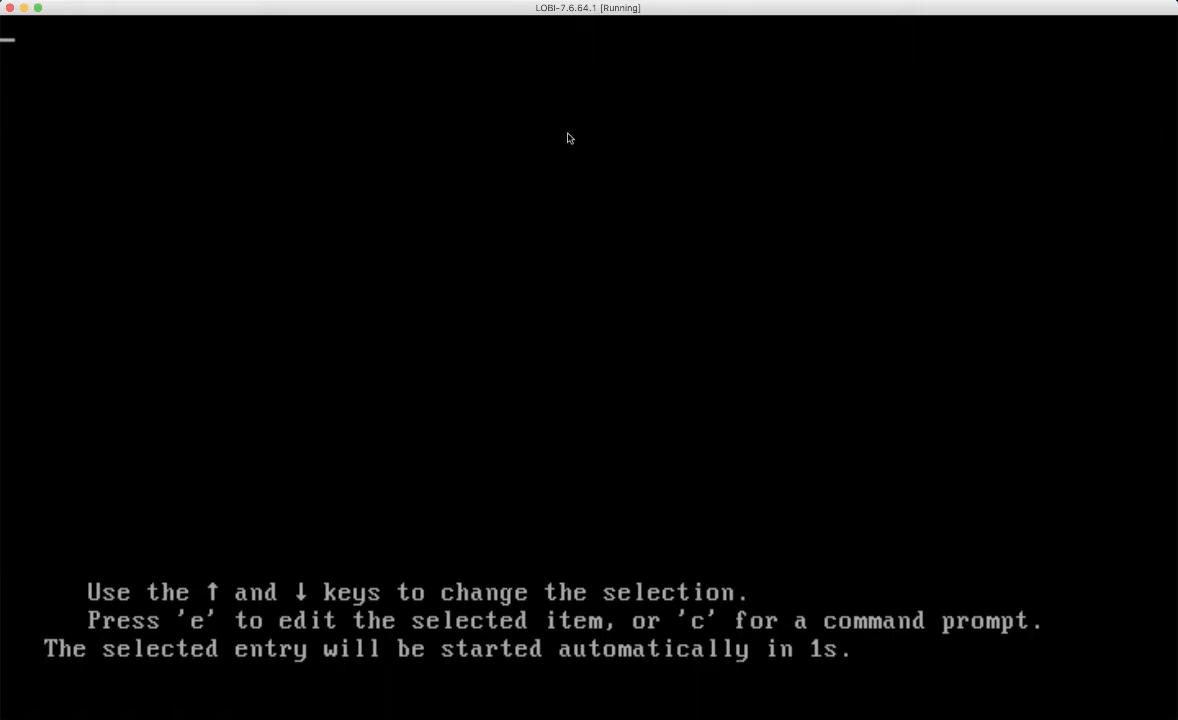 LOBI-7.6.64.1 [Running]
Use the ↑ and ↓ keys to change the selection.
Press 'e' to edit the selected item, or 'c' for a command prompt.
The selected entry will be started automatically in 1s.